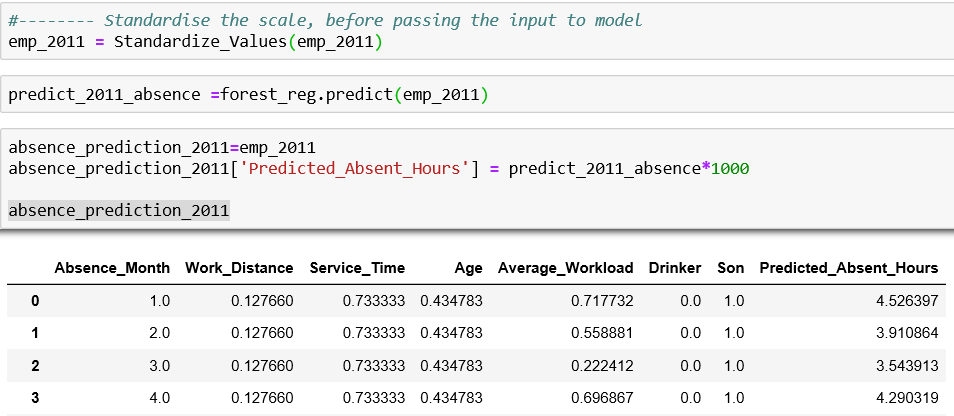 #-------- Standardise the scale, before passing the input to model
emp_2011 = Standardize_Values(emp_2011)
predict_2011_absence =forest_reg.predict(emp_2011)
absence_prediction_2011=emp_2011
absence_prediction_2011['Predicted_Absent_Hours'] = predict_2011_absence*1000
absence_prediction_2011
Absence_Month Work_Distance Service_Time Age Average_Workload Drinker Son Predicted_Absent_Hours
0 1.0 0.127660 0.733333 0.434783 0.717732 0.0 1.0 4.526397
1 2.0 0.127660 0.733333 0.434783 0.558881 0.0 1.0 3.910864
2 3.0 0.127660 0.733333 0.434783 0.222412 0.0 1.0 3.543913
3 4.0 0.127660 0.733333 0.434783 0.696867 0.0 1.0 4.290319